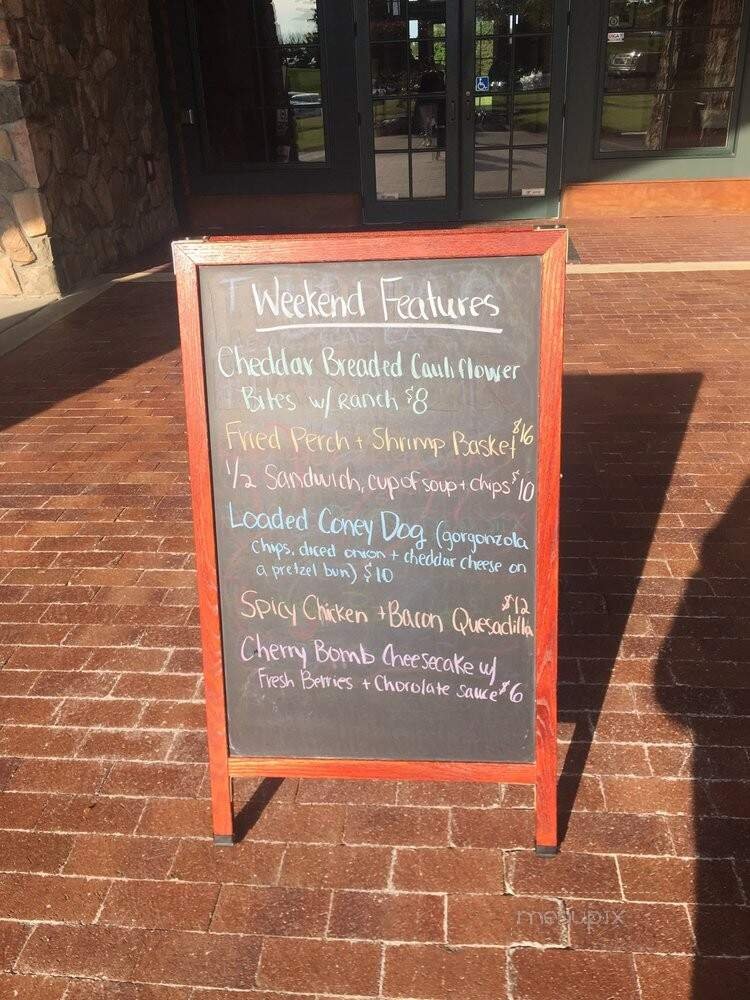 Weekend Features
Cheddar Breaded Cauliflower
Bites w/ Ranch $8
Fried Perch + Shrimp Basket $16
1/2 Sandwich, cup of soup + chips $10
Loaded Coney Dog (gorgonzola
chips, diced onion + cheddar cheese on
a pretzel bun) $10
Spicy Chicken + Bacon Quesadilla $12
Cherry Bomb Cheesecake w/
Fresh Berries + Chocolate sauce $6
menupix